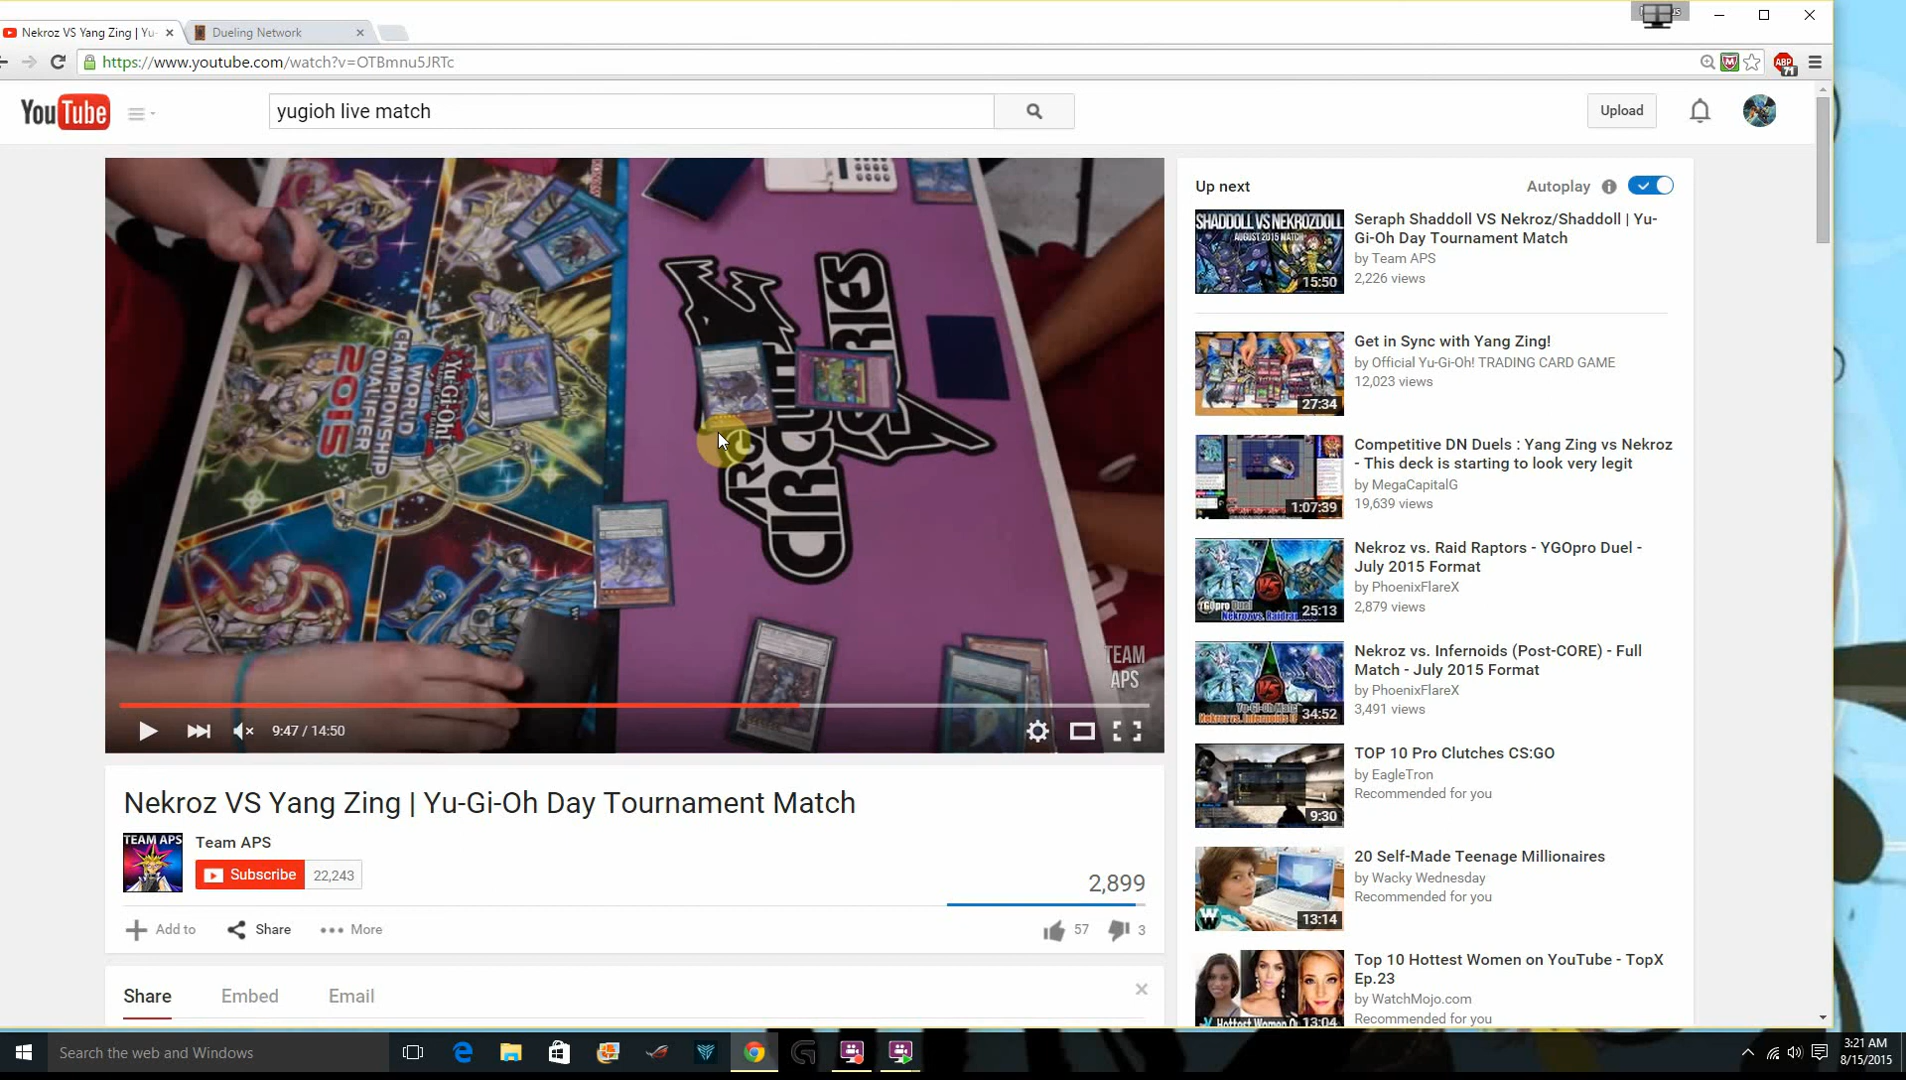 Nekroz VS Yang Zing | Yu-
Dueling Network
https://www.youtube.com/watch?v=OTBmnu5JRTc
ABP
71
YouTube
yugioh live match
Upload
Yu-Gi-Oh!
WORLD
CHAMPIONSHIP
QUALIFIER
2015
ARG
CIRCUIT
SERIES
TEAM
APS
9:47 / 14:50
Nekroz VS Yang Zing | Yu-Gi-Oh Day Tournament Match
TEAM APS
Team APS
Subscribe
22,243
2,899
Add to
Share
More
57
3
Share
Embed
Email
Up next
Autoplay
SHADDOLL VS NEKROZDOLL
AUGUST 2015 MATCH
15:50
Seraph Shaddoll VS Nekroz/Shaddoll | Yu-
Gi-Oh Day Tournament Match
by Team APS
2,226 views
27:34
Get in Sync with Yang Zing!
by Official Yu-Gi-Oh! TRADING CARD GAME
12,023 views
1:07:39
Competitive DN Duels : Yang Zing vs Nekroz
- This deck is starting to look very legit
by MegaCapitalG
19,639 views
YGOpro Duel
25:13
Nekroz vs. Raid Raptors - YGOpro Duel -
July 2015 Format
by PhoenixFlareX
2,879 views
34:52
Nekroz vs. Infernoids (Post-CORE) - Full
Match - July 2015 Format
by PhoenixFlareX
3,491 views
9:30
TOP 10 Pro Clutches CS:GO
by EagleTron
Recommended for you
W
13:14
20 Self-Made Teenage Millionaires
by Wacky Wednesday
Recommended for you
13:04
Top 10 Hottest Women on YouTube - TopX
Ep.23
by WatchMojo.com
Recommended for you
Search the web and Windows
3:21 AM
8/15/2015